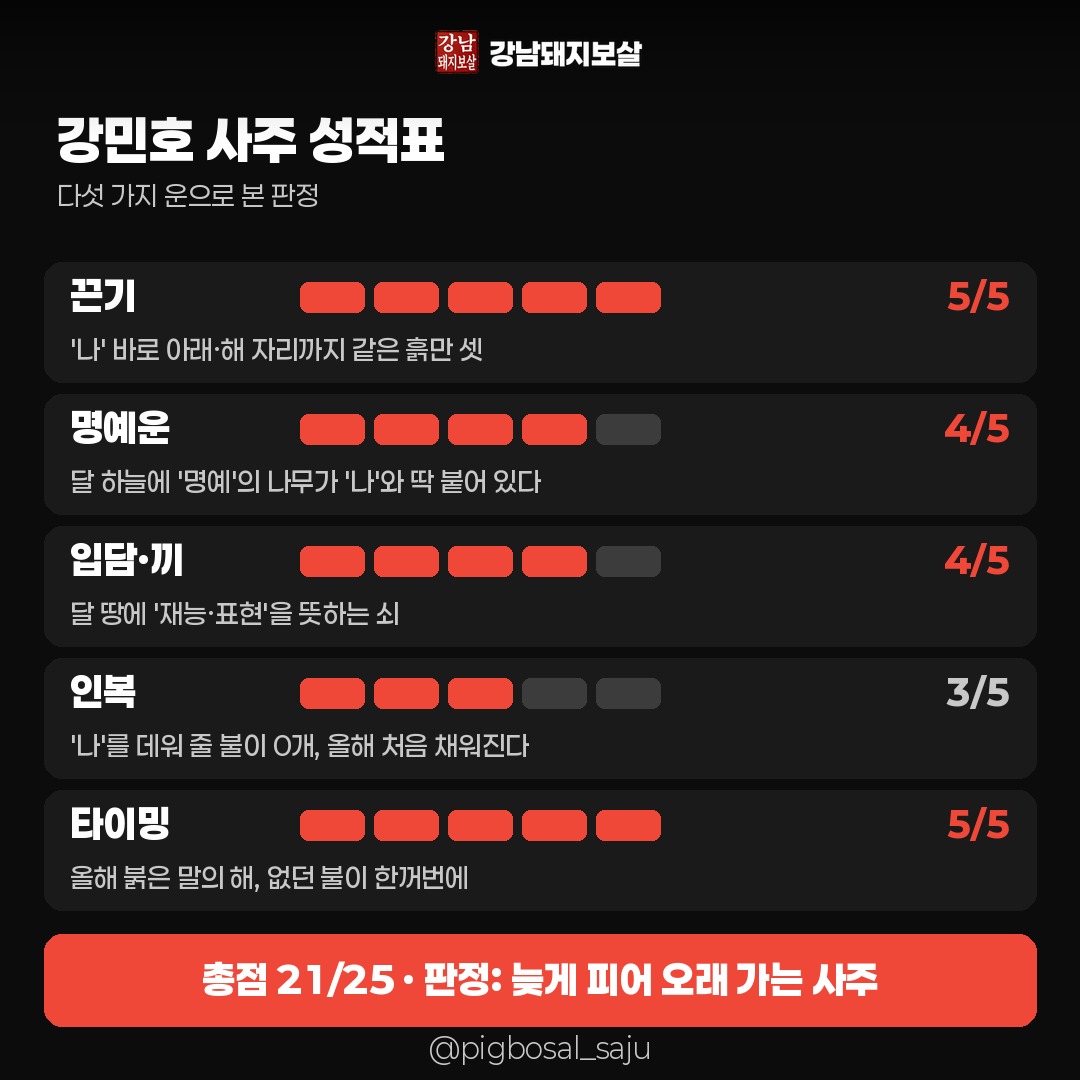 강남
돼지보살
강남돼지보살
강민호 사주 성적표
다섯 가지 운으로 본 판정
끈기 5/5
'나' 바로 아래·해 자리까지 같은 흙만 셋
명예운 4/5
달 하늘에 '명예'의 나무가 '나'와 딱 붙어 있다
입담·끼 4/5
달 땅에 '재능·표현'을 뜻하는 쇠
인복 3/5
'나'를 데워 줄 불이 0개, 올해 처음 채워진다
타이밍 5/5
올해 붉은 말의 해, 없던 불이 한꺼번에
총점 21/25 · 판정: 늦게 피어 오래 가는 사주
@pigbosal_saju